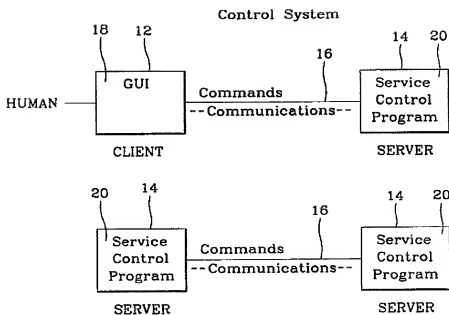 Control System
18 12 16 14 20
HUMAN GUI Commands Service
--Communications-- Control
Program
CLIENT SERVER
20 14 16 14 20
Service Commands Service
Control --Communications-- Control
Program Program
SERVER SERVER